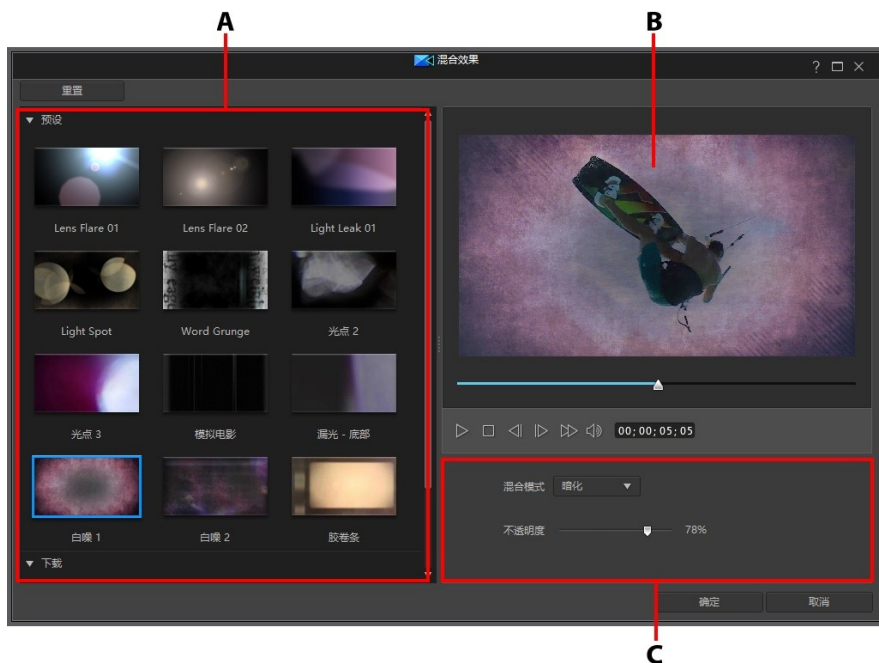 A
B
混合效果
重置
预设
Lens Flare 01
Lens Flare 02
Light Leak 01
Light Spot
Word Grunge
光点 2
光点 3
模拟电影
漏光 - 底部
白噪 1
白噪 2
胶卷条
下载
00;00;05;05
混合模式
暗化
不透明度
78%
确定
取消
C